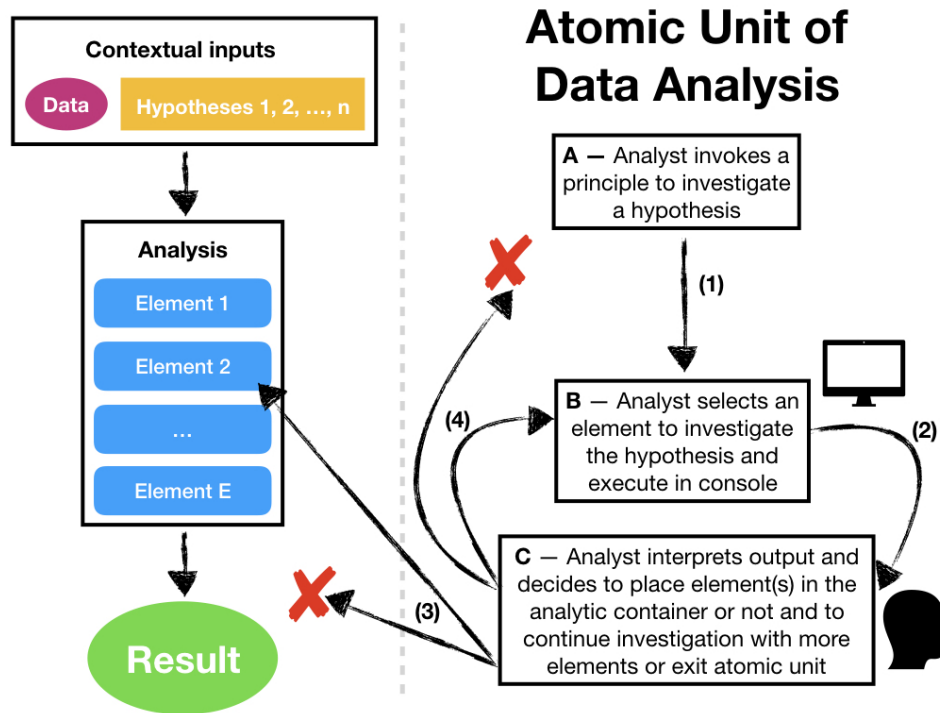 Contextual inputs
Data
Hypotheses 1, 2, ..., n
Analysis
Element 1
Element 2
...
Element E
Result
Atomic Unit of
Data Analysis
A — Analyst invokes a
principle to investigate
a hypothesis
(1)
B — Analyst selects an
element to investigate
the hypothesis and
execute in console
(2)
(4)
C — Analyst interprets output and
decides to place element(s) in the
analytic container or not and to
continue investigation with more
elements or exit atomic unit
(3)